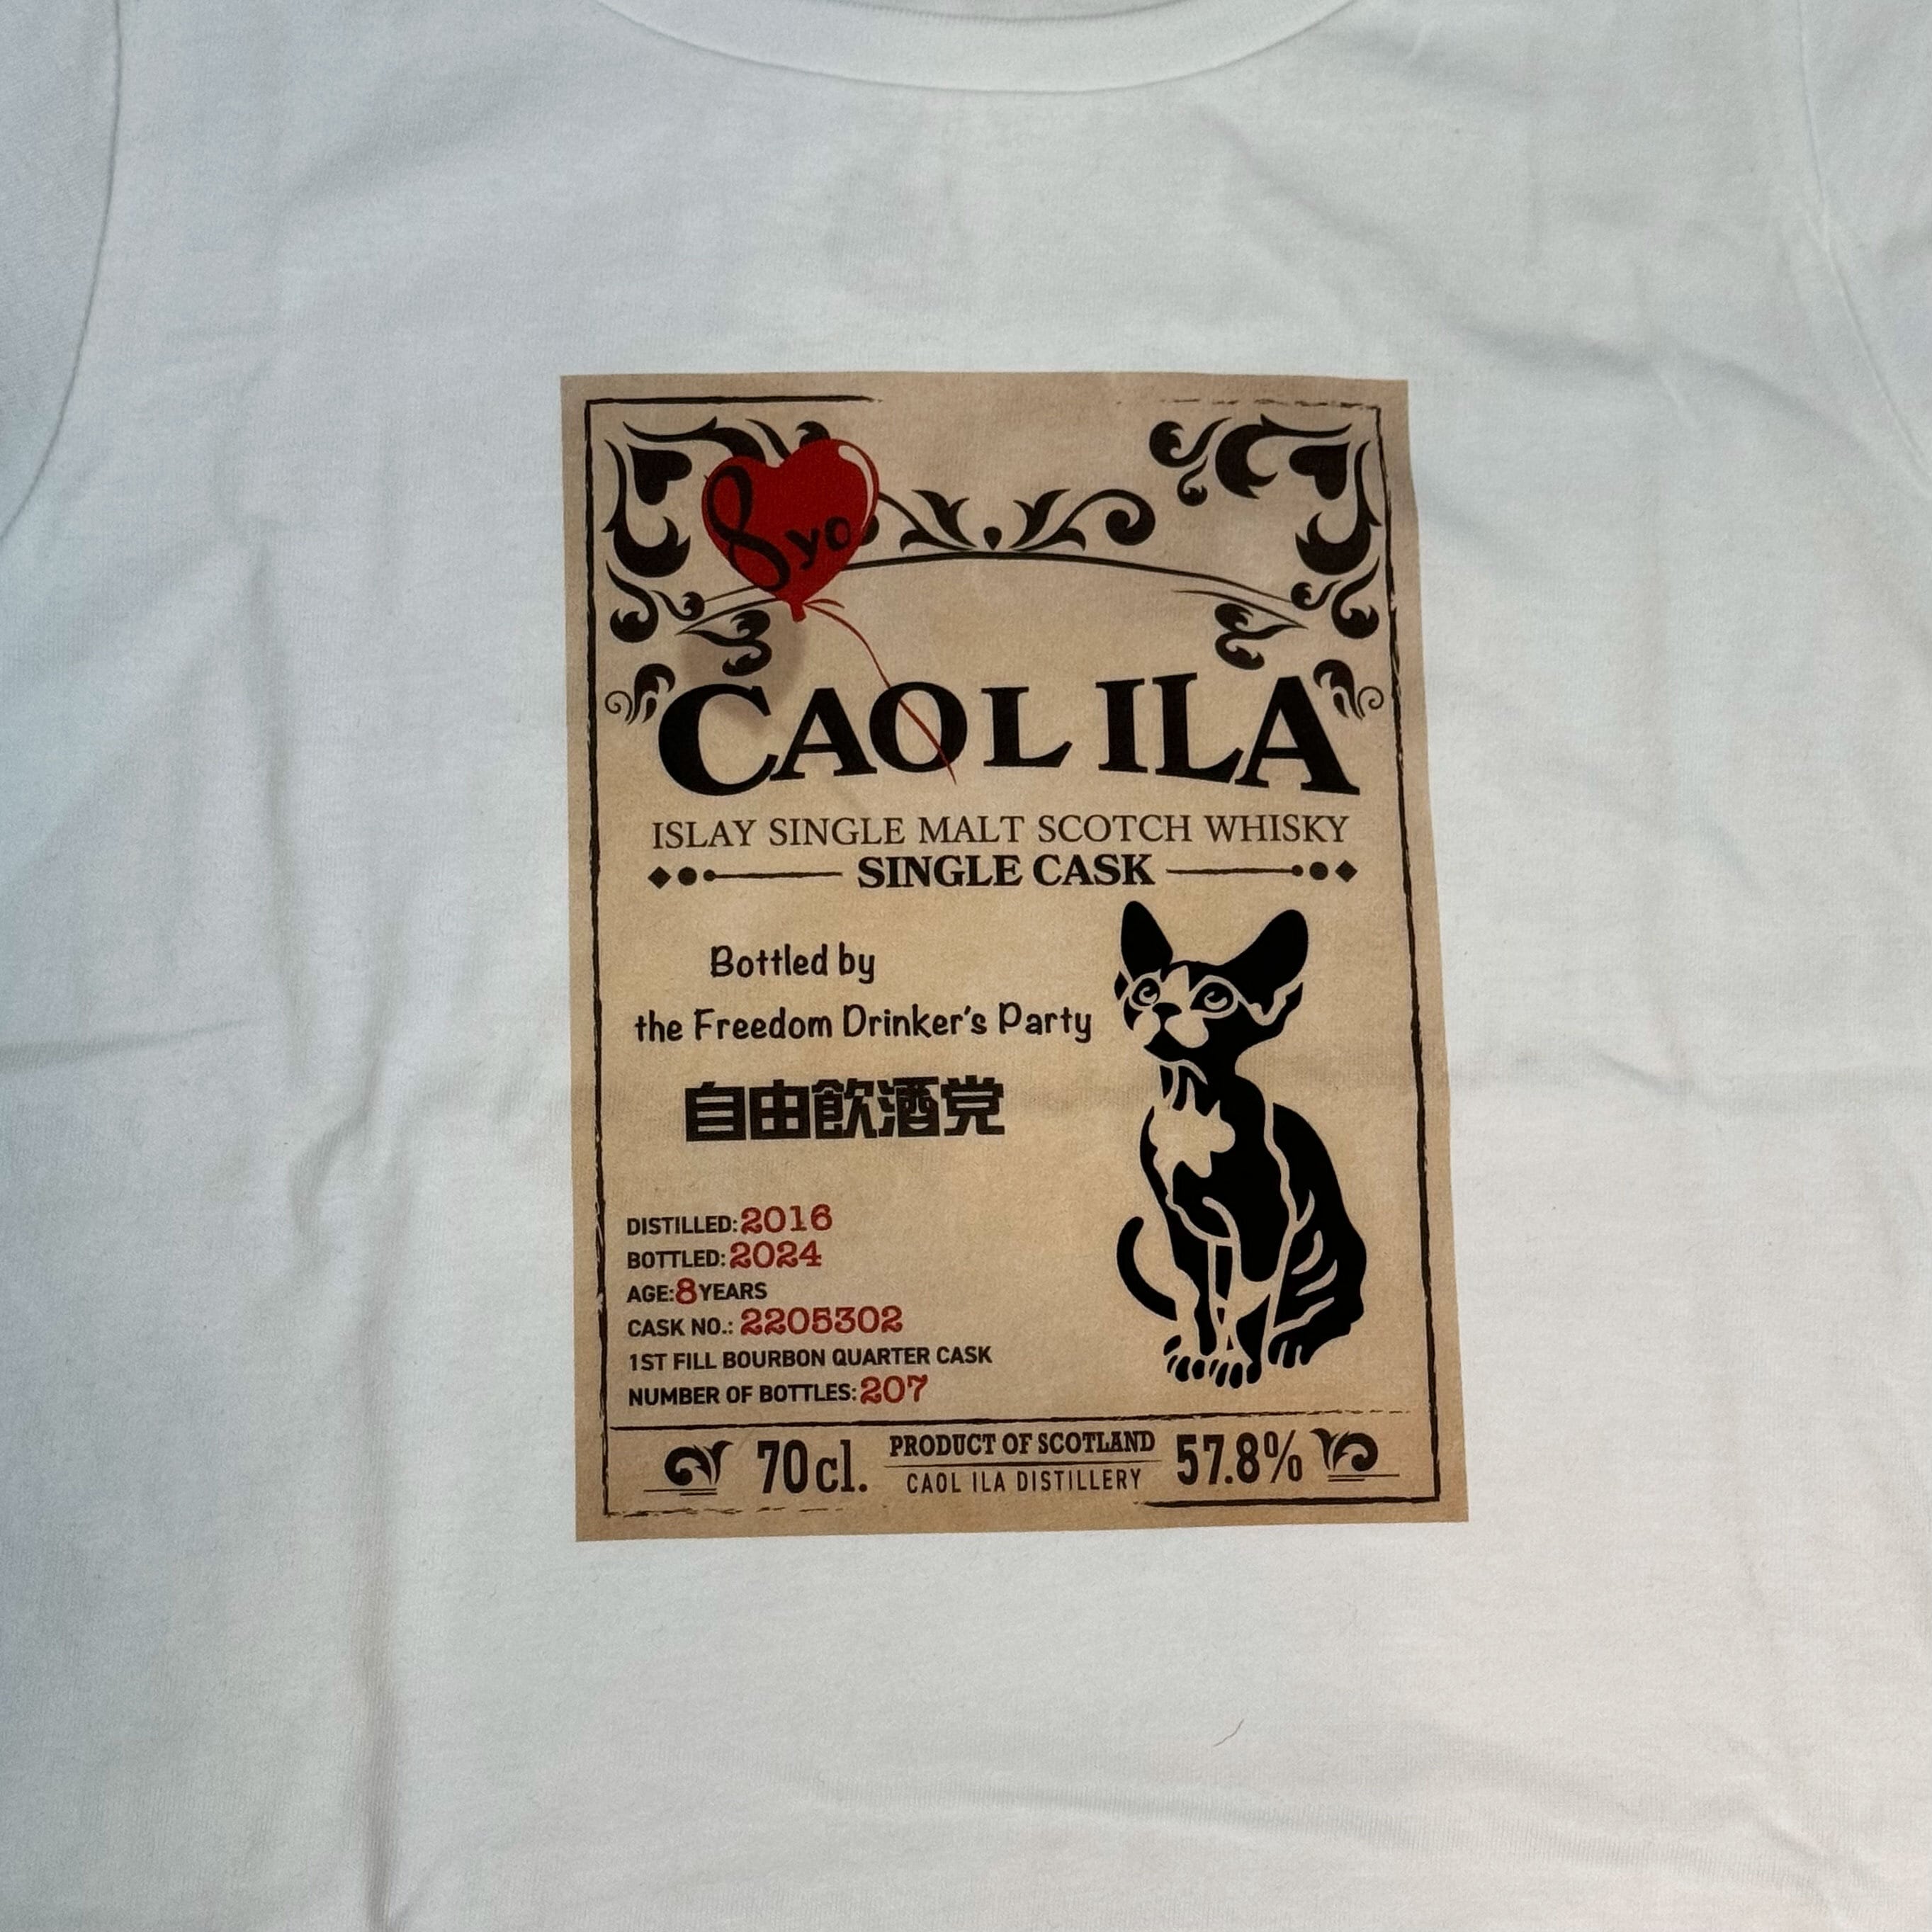 8yo
CAOL ILA
ISLAY SINGLE MALT SCOTCH WHISKY
SINGLE CASK
Bottled by
the Freedom Drinker's Party
自由飲酒党
DISTILLED: 2016
BOTTLED: 2024
AGE: 8 YEARS
CASK NO.: 2205302
1ST FILL BOURBON QUARTER CASK
NUMBER OF BOTTLES: 207
70cl.
PRODUCT OF SCOTLAND
CAOL ILA DISTILLERY
57.8%